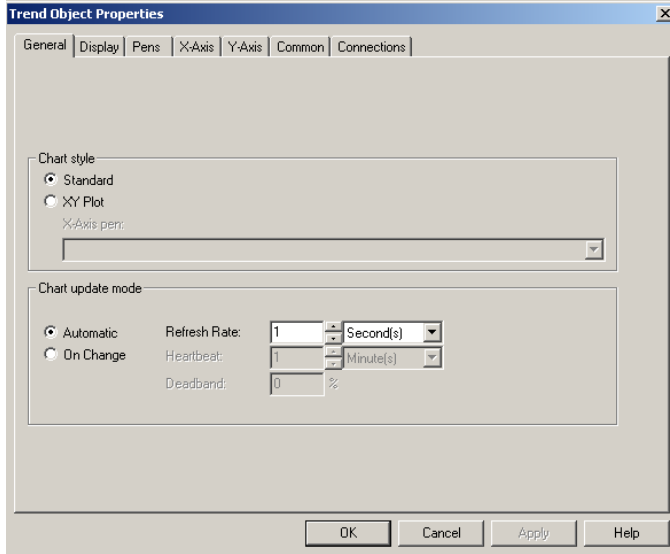 Trend Object Properties
General Display Pens X-Axis Y-Axis Common Connections
Chart style
Standard
XY Plot
X-Axis pen:
Chart update mode
Automatic Refresh Rate: 1 Second(s)
On Change Heartbeat: 1 Minute(s)
Deadband: 0 %
OK Cancel Apply Help